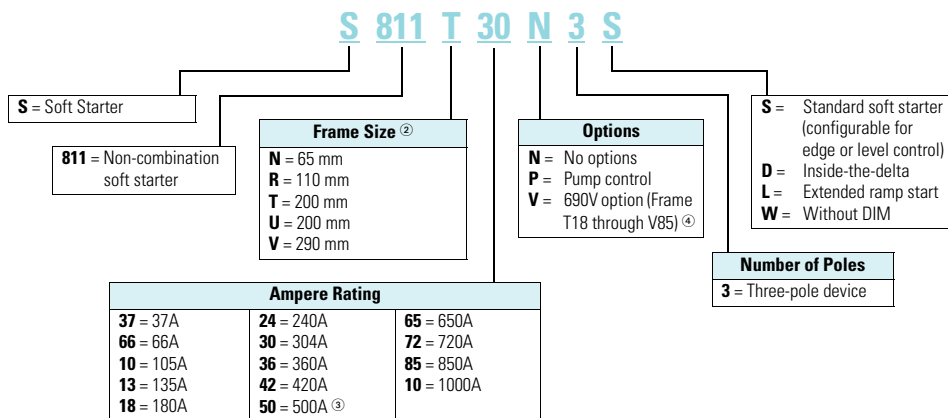 S 811 T 30 N 3 S
S = Soft Starter
811 = Non-combination
soft starter
Frame Size ②
N = 65 mm
R = 110 mm
T = 200 mm
U = 200 mm
V = 290 mm
Options
N = No options
P = Pump control
V = 690V option (Frame
T18 through V85) ④
S = Standard soft starter
(configurable for
edge or level control)
D = Inside-the-delta
L = Extended ramp start
W = Without DIM
Number of Poles
3 = Three-pole device
Ampere Rating
37 = 37A
66 = 66A
10 = 105A
13 = 135A
18 = 180A
24 = 240A
30 = 304A
36 = 360A
42 = 420A
50 = 500A ③
65 = 650A
72 = 720A
85 = 850A
10 = 1000A